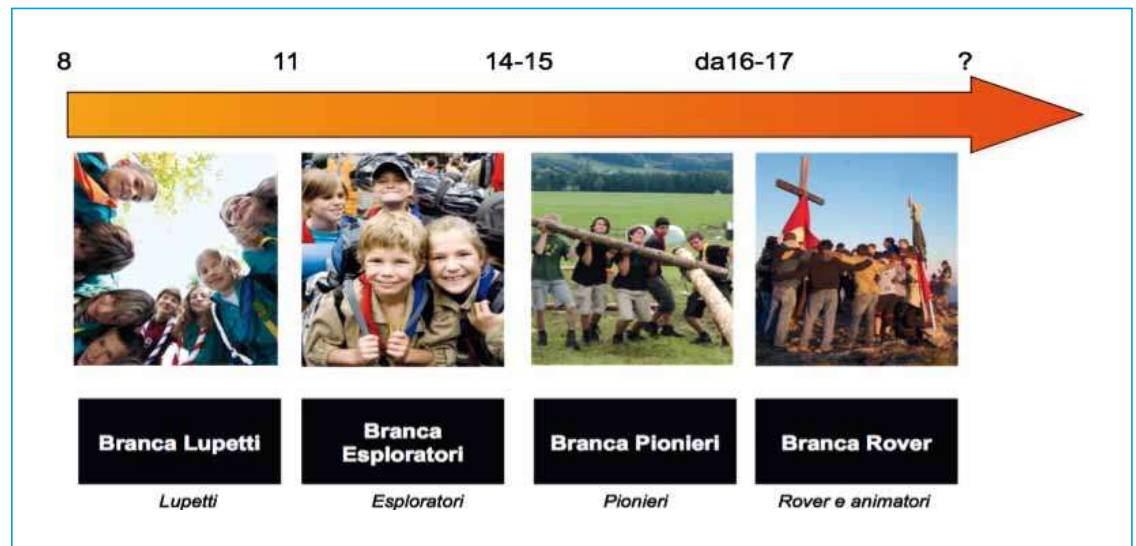 8 11 14-15 da16-17 ?
Branca Lupetti
Branca
Esploratori
Branca Pionieri
Branca Rover
Lupetti
Esploratori
Pionieri
Rover e animatori